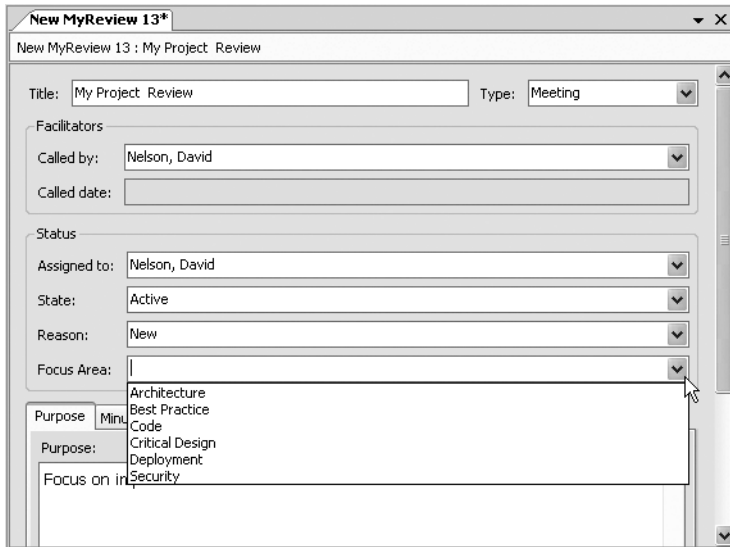 New MyReview 13*
New MyReview 13 : My Project Review
Title: My Project Review Type: Meeting
Facilitators
Called by: Nelson, David
Called date:
Status
Assigned to: Nelson, David
State: Active
Reason: New
Focus Area:
Architecture
Best Practice
Code
Critical Design
Deployment
Security
Purpose
Purpose:
Focus on